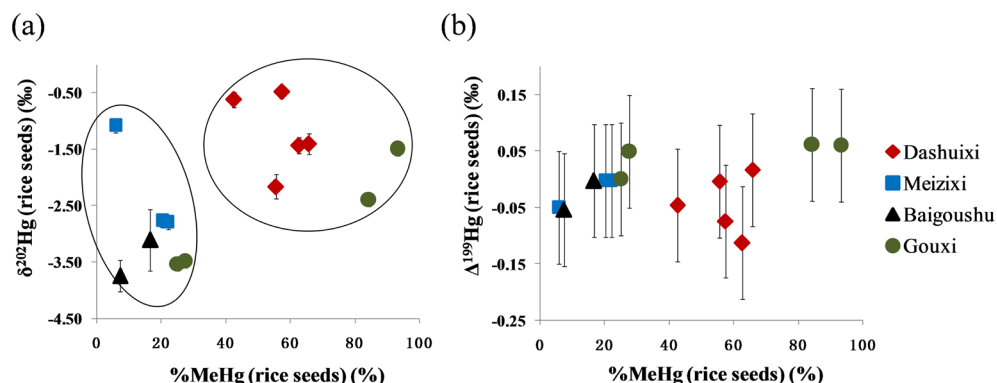 (a)
δ²⁰²Hg (rice seeds) (‰)
-0.50
-1.50
-2.50
-3.50
-4.50
0 20 40 60 80 100
%MeHg (rice seeds) (%)
(b)
Δ¹⁹⁹Hg (rice seeds) (‰)
0.15
0.05
-0.05
-0.15
-0.25
0 20 40 60 80 100
%MeHg (rice seeds) (%)
Dashuixi
Meizixi
Baigoushu
Gouxi